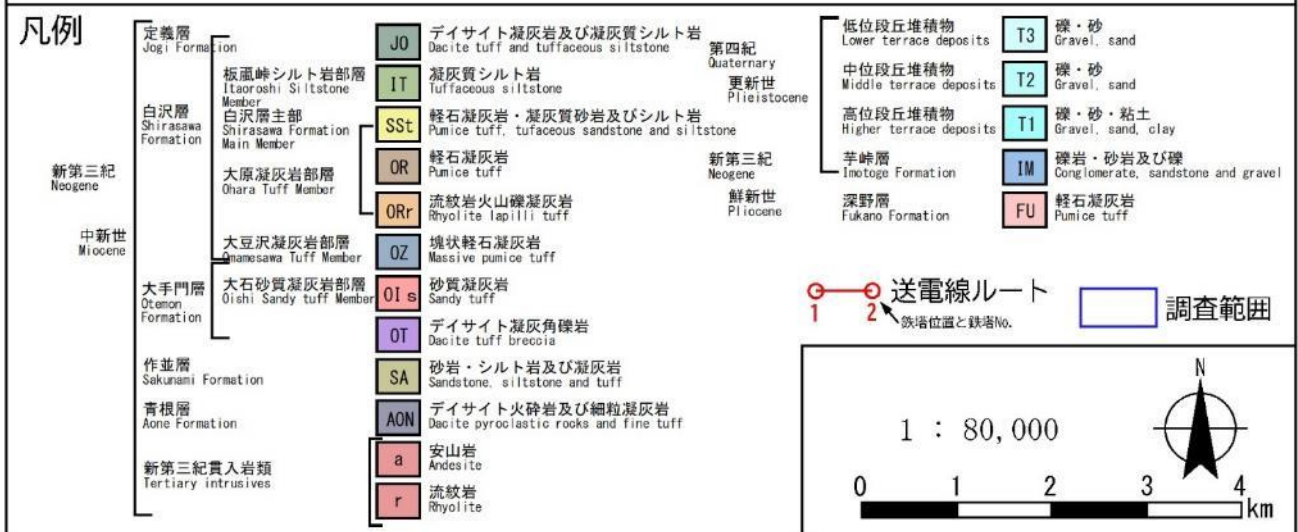 凡例
定義層
Jogi Formation
JO
デイサイト凝灰岩及び凝灰質シルト岩
Dacite tuff and tuffaceous siltstone
板颪峠シルト岩部層
Itaoroshi Siltstone
Member
IT
凝灰質シルト岩
Tuffaceous siltstone
白沢層
Shirasawa
Formation
白沢層主部
Shirasawa Formation
Main Member
SSt
軽石凝灰岩・凝灰質砂岩及びシルト岩
Pumice tuff, tufaceous sandstone and siltstone
新第三紀
Neogene
大原凝灰岩部層
Ohara Tuff Member
OR
軽石凝灰岩
Pumice tuff
ORr
流紋岩火山礫凝灰岩
Rhyolite lapilli tuff
中新世
Miocene
大豆沢凝灰岩部層
Omamesawa Tuff Member
OZ
塊状軽石凝灰岩
Massive pumice tuff
大手門層
Otemon
Formation
大石砂質凝灰岩部層
Oishi Sandy tuff Member
OI s
砂質凝灰岩
Sandy tuff
OT
デイサイト凝灰角礫岩
Dacite tuff breccia
作並層
Sakunami Formation
SA
砂岩・シルト岩及び凝灰岩
Sandstone, siltstone and tuff
青根層
Aone Formation
AON
デイサイト火砕岩及び細粒凝灰岩
Dacite pyroclastic rocks and fine tuff
新第三紀貫入岩類
Tertiary intrusives
a
安山岩
Andesite
r
流紋岩
Rhyolite
第四紀
Quaternary
更新世
Plieistocene
低位段丘堆積物
Lower terrace deposits
T3
礫・砂
Gravel, sand
中位段丘堆積物
Middle terrace deposits
T2
礫・砂
Gravel, sand
高位段丘堆積物
Higher terrace deposits
T1
礫・砂・粘土
Gravel, sand, clay
新第三紀
Neogene
鮮新世
Pliocene
芋峠層
Imotoge Formation
IM
礫岩・砂岩及び礫
Conglomerate, sandstone and gravel
深野層
Fukano Formation
FU
軽石凝灰岩
Pumice tuff
1 2
送電線ルート
鉄塔位置と鉄塔No.
調査範囲
N
1 : 80,000
0 1 2 3 4
km